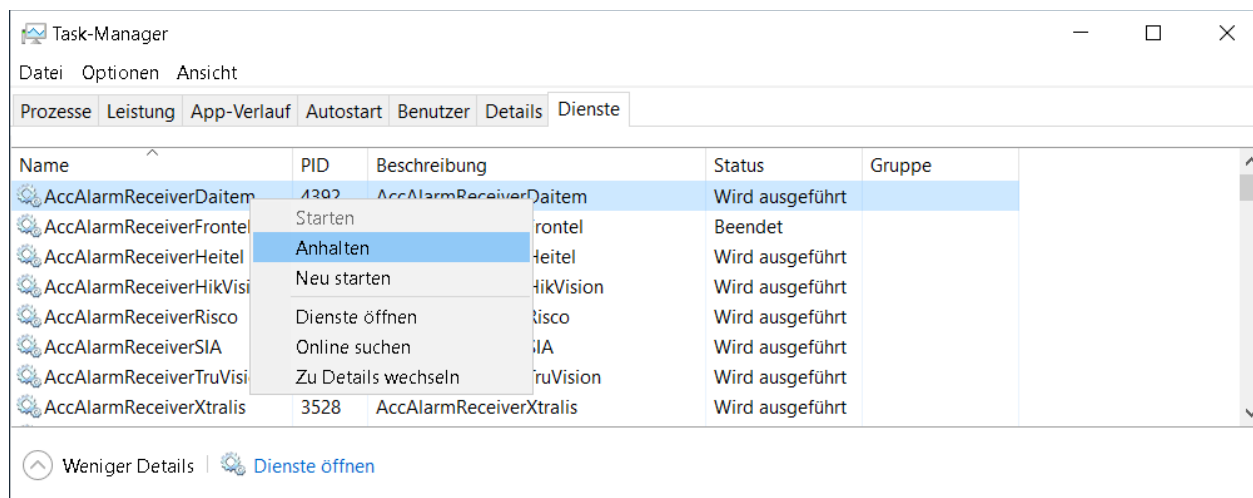 Task-Manager
Datei Optionen Ansicht
Prozesse Leistung App-Verlauf Autostart Benutzer Details Dienste
Name PID Beschreibung Status Gruppe
AccAlarmReceiverDaitem 4392 AccAlarmReceiverDaitem Wird ausgeführt
Starten
AccAlarmReceiverFrontel rontel Beendet
Anhalten
AccAlarmReceiverHeitel Heitel Wird ausgeführt
Neu starten
AccAlarmReceiverHikVisi HikVision Wird ausgeführt
AccAlarmReceiverRisco Dienste öffnen Risco Wird ausgeführt
AccAlarmReceiverSIA Online suchen SIA Wird ausgeführt
AccAlarmReceiverTruVisi Zu Details wechseln TruVision Wird ausgeführt
AccAlarmReceiverXtralis 3528 AccAlarmReceiverXtralis Wird ausgeführt
Weniger Details Dienste öffnen